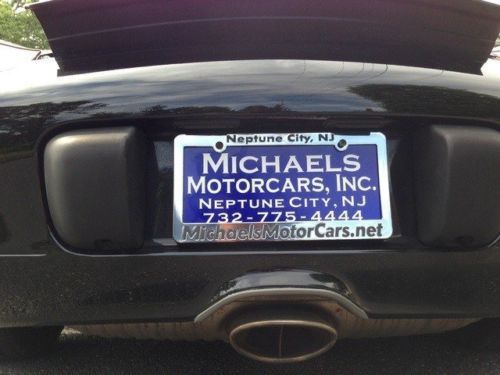 Neptune City, NJ
MICHAELS
MOTORCARS, INC.
NEPTUNE CITY, NJ
732-775-4444
MichaelsMotorCars.net